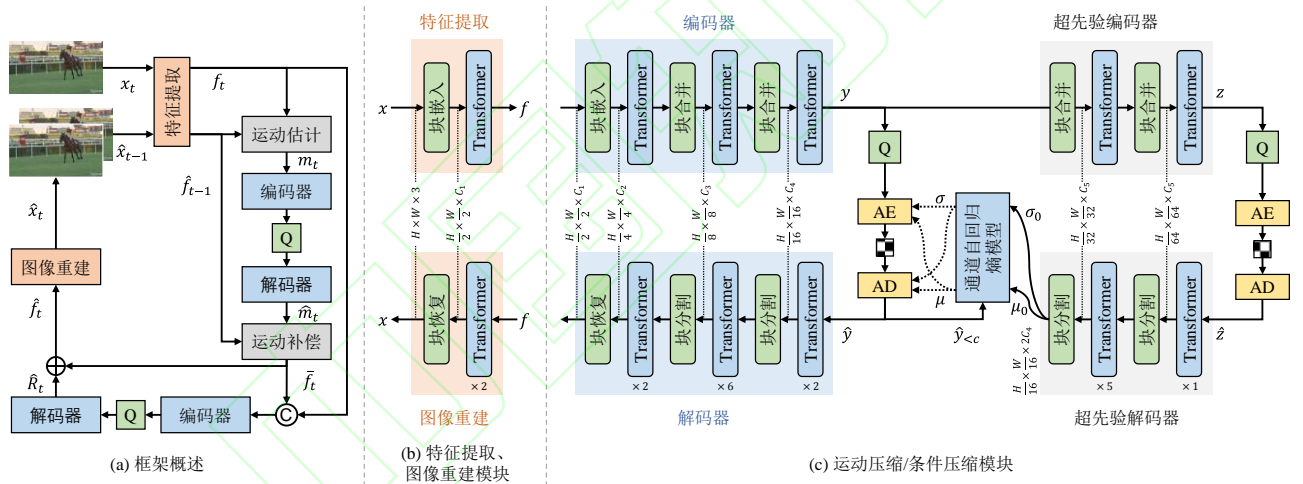 x_t
f_t
特征提取
x̂_{t-1}
运动估计
m_t
f̂_{t-1}
编码器
x̂_t
Q
图像重建
解码器
m̂_t
f̂_t
运动补偿
R̂_t
f̄_t
解码器
Q
编码器
C
(a) 框架概述
特征提取
x
块嵌入
Transformer
f
H × W × 3
H/2 × W/2 × C_1
x
块恢复
Transformer
f
× 2
图像重建
(b) 特征提取、
图像重建模块
编码器
超先验编码器
块嵌入
Transformer
块合并
Transformer
块合并
Transformer
y
块合并
Transformer
块合并
Transformer
z
Q
Q
H/2 × W/2 × C_1
H/4 × W/4 × C_2
H/8 × W/8 × C_3
H/16 × W/16 × C_4
AE
σ
通道自回归
熵模型
σ_0
H/32 × W/32 × C_5
H/64 × W/64 × C_5
AE
AD
μ
μ_0
AD
块恢复
Transformer
块分割
Transformer
块分割
Transformer
ŷ
ŷ_{<c}
块分割
Transformer
块分割
Transformer
ẑ
× 2
× 6
× 2
H/16 × W/16 × 2C_4
× 5
× 1
解码器
超先验解码器
(c) 运动压缩/条件压缩模块